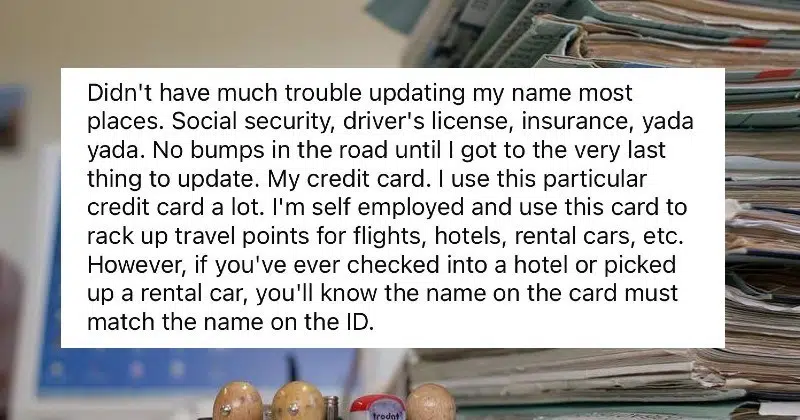 Didn't have much trouble updating my name most
places. Social security, driver's license, insurance, yada
yada. No bumps in the road until I got to the very last
thing to update. My credit card. I use this particular
credit card a lot. I'm self employed and use this card to
rack up travel points for flights, hotels, rental cars, etc.
However, if you've ever checked into a hotel or picked
up a rental car, you'll know the name on the card must
match the name on the ID.
trodat